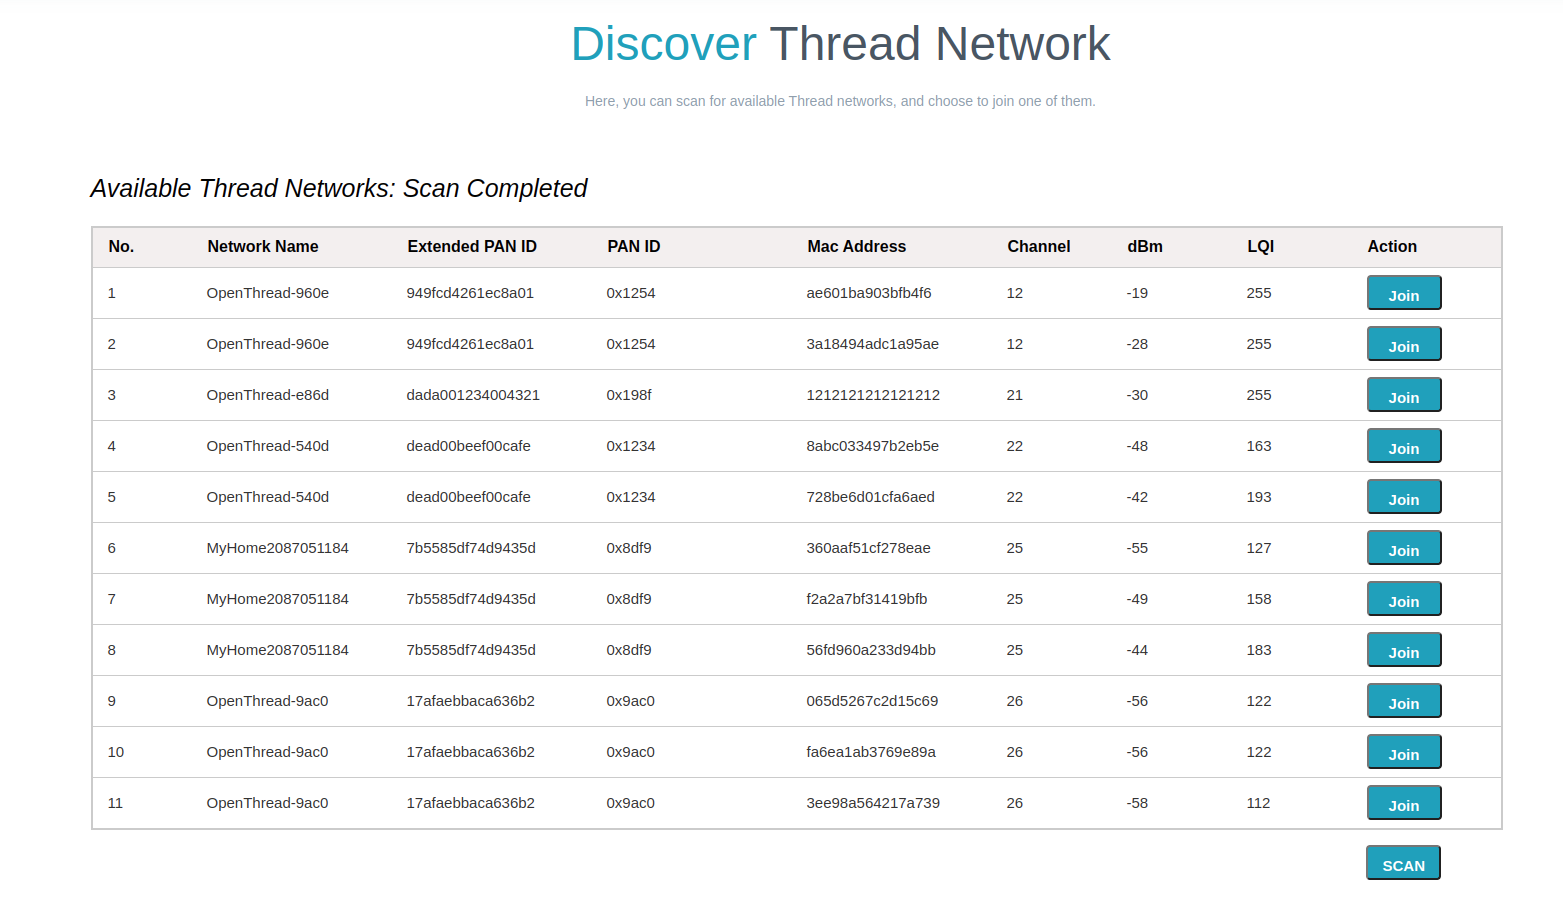 Discover Thread Network
Here, you can scan for available Thread networks, and choose to join one of them.
Available Thread Networks: Scan Completed
No. Network Name Extended PAN ID PAN ID Mac Address Channel dBm LQI Action
1 OpenThread-960e 949fcd4261ec8a01 0x1254 ae601ba903bfb4f6 12 -19 255 Join
2 OpenThread-960e 949fcd4261ec8a01 0x1254 3a18494adc1a95ae 12 -28 255 Join
3 OpenThread-e86d dada001234004321 0x198f 1212121212121212 21 -30 255 Join
4 OpenThread-540d dead00beef00cafe 0x1234 8abc033497b2eb5e 22 -48 163 Join
5 OpenThread-540d dead00beef00cafe 0x1234 728be6d01cfa6aed 22 -42 193 Join
6 MyHome2087051184 7b5585df74d9435d 0x8df9 360aaf51cf278eae 25 -55 127 Join
7 MyHome2087051184 7b5585df74d9435d 0x8df9 f2a2a7bf31419bfb 25 -49 158 Join
8 MyHome2087051184 7b5585df74d9435d 0x8df9 56fd960a233d94bb 25 -44 183 Join
9 OpenThread-9ac0 17afaebbaca636b2 0x9ac0 065d5267c2d15c69 26 -56 122 Join
10 OpenThread-9ac0 17afaebbaca636b2 0x9ac0 fa6ea1ab3769e89a 26 -56 122 Join
11 OpenThread-9ac0 17afaebbaca636b2 0x9ac0 3ee98a564217a739 26 -58 112 Join
SCAN